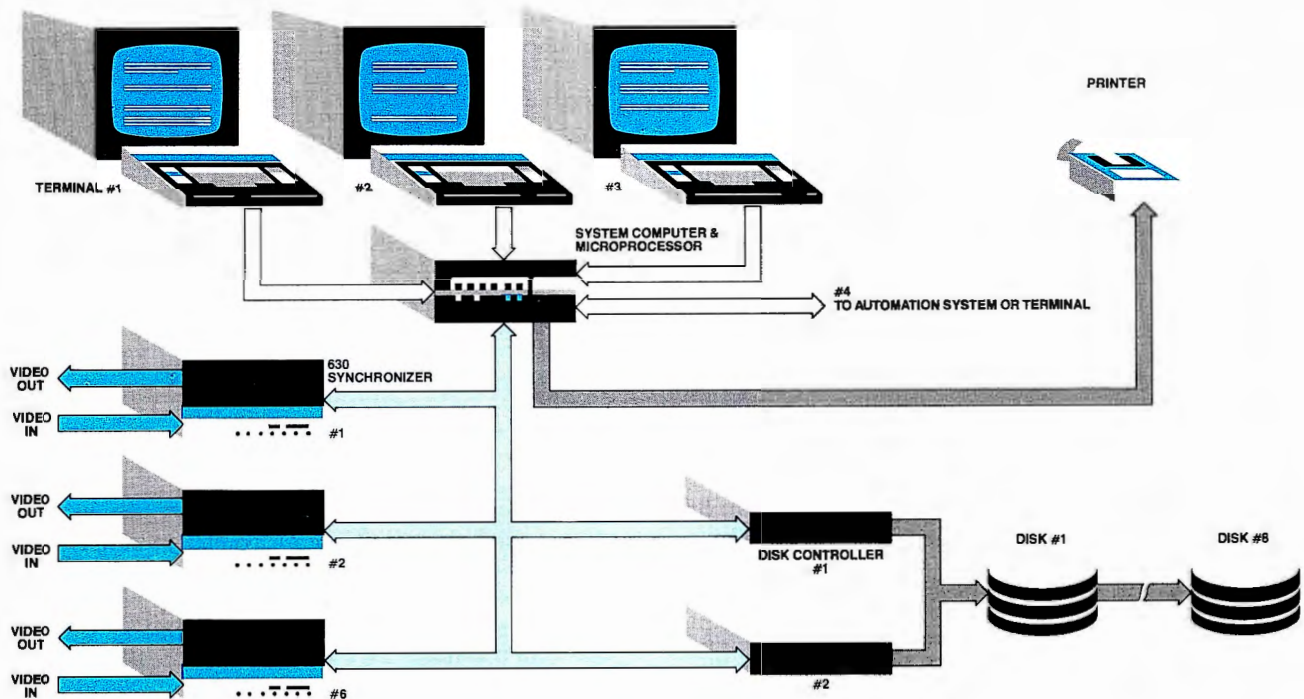 PRINTER
TERMINAL #1
#2
#3
SYSTEM COMPUTER &
MICROPROCESSOR
#4
TO AUTOMATION SYSTEM OR TERMINAL
630
SYNCHRONIZER
VIDEO
OUT
VIDEO
IN
#1
VIDEO
OUT
VIDEO
IN
#2
DISK CONTROLLER
#1
DISK #1
DISK #6
VIDEO
OUT
VIDEO
IN
#6
#2